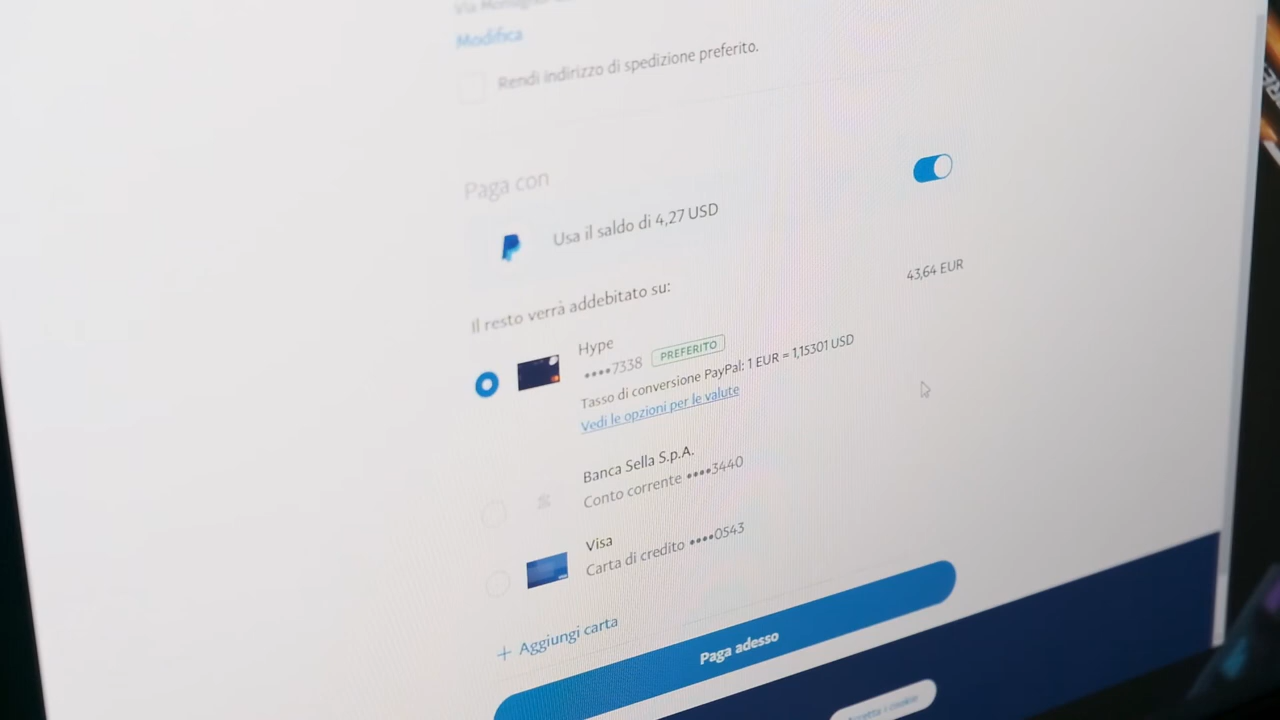 Modifica
Rendi indirizzo di spedizione preferito.
Paga con
Usa il saldo di 4,27 USD
Il resto verrà addebitato su:
43,64 EUR
Hype
••••7338 PREFERITO
Tasso di conversione PayPal: 1 EUR = 1,15301 USD
Vedi le opzioni per le valute
Banca Sella S.p.A.
Conto corrente ••••3440
Visa
Carta di credito ••••0543
+ Aggiungi carta
Paga adesso
Accetta i cookie